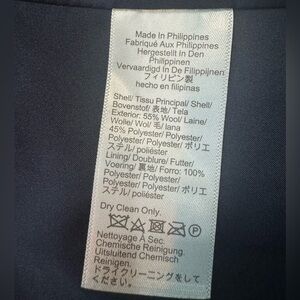 Made In Philippines
Fabriqué Aux Philippines
Hergestellt In Den
Philippinen
Vervaardigd In De Filippijnen
フィリピン製
hecho en filipinas
Shell/ Tissu Principal/ Shell/
Bovenstof/ 表地/ Tela
Exterior: 55% Wool/ Laine/
Wolle/ Wol/ 毛/ lana
45% Polyester/ Polyester/
Polyester/ Polyester/ ポリエ
ステル/ poliéster
Lining/ Doublure/ Futter/
Voering/ 裏地/ Forro: 100%
Polyester/ Polyester/
Polyester/ Polyester/ ポリエ
ステル/ poliéster
Dry Clean Only.
P
Nettoyage À Sec.
Chemische Reinigung.
Uitsluitend Chemisch
Reinigen.
ドライクリーニングをして